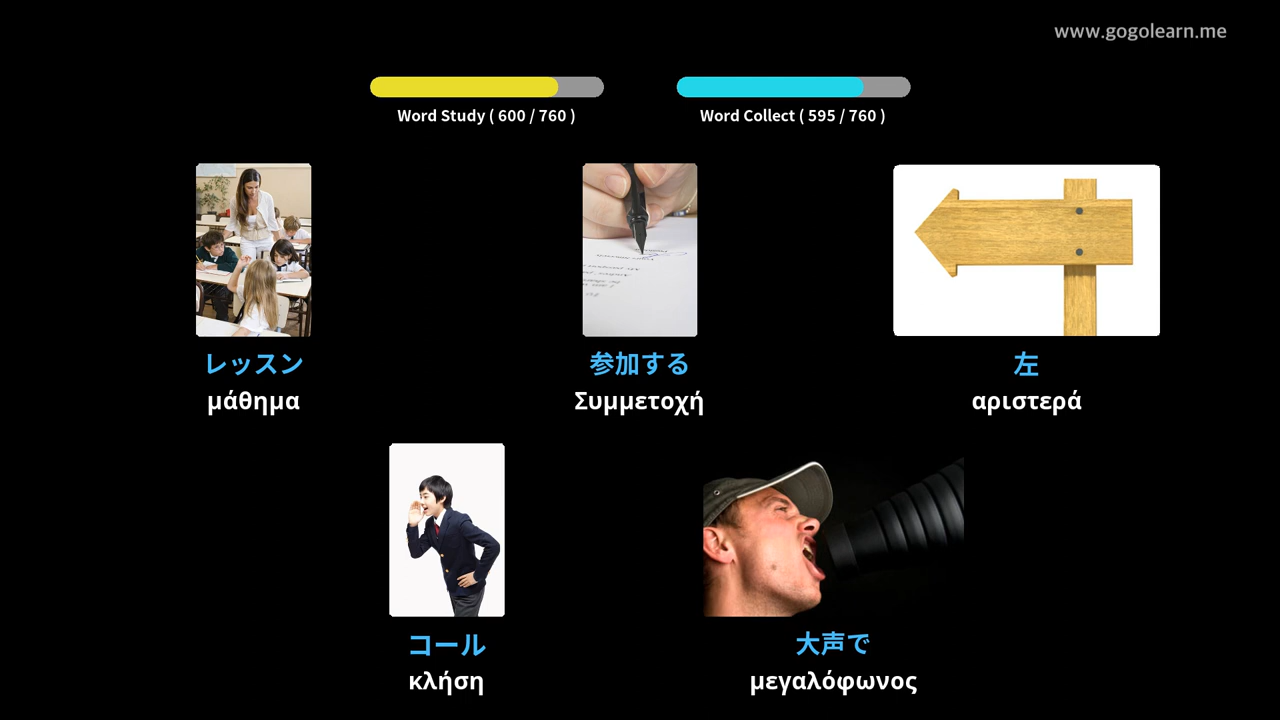 www.gogolearn.me
Word Study ( 600 / 760 )
Word Collect ( 595 / 760 )
レッスン
μάθημα
参加する
Συμμετοχή
左
αριστερά
コール
κλήση
大声で
μεγαλόφωνος